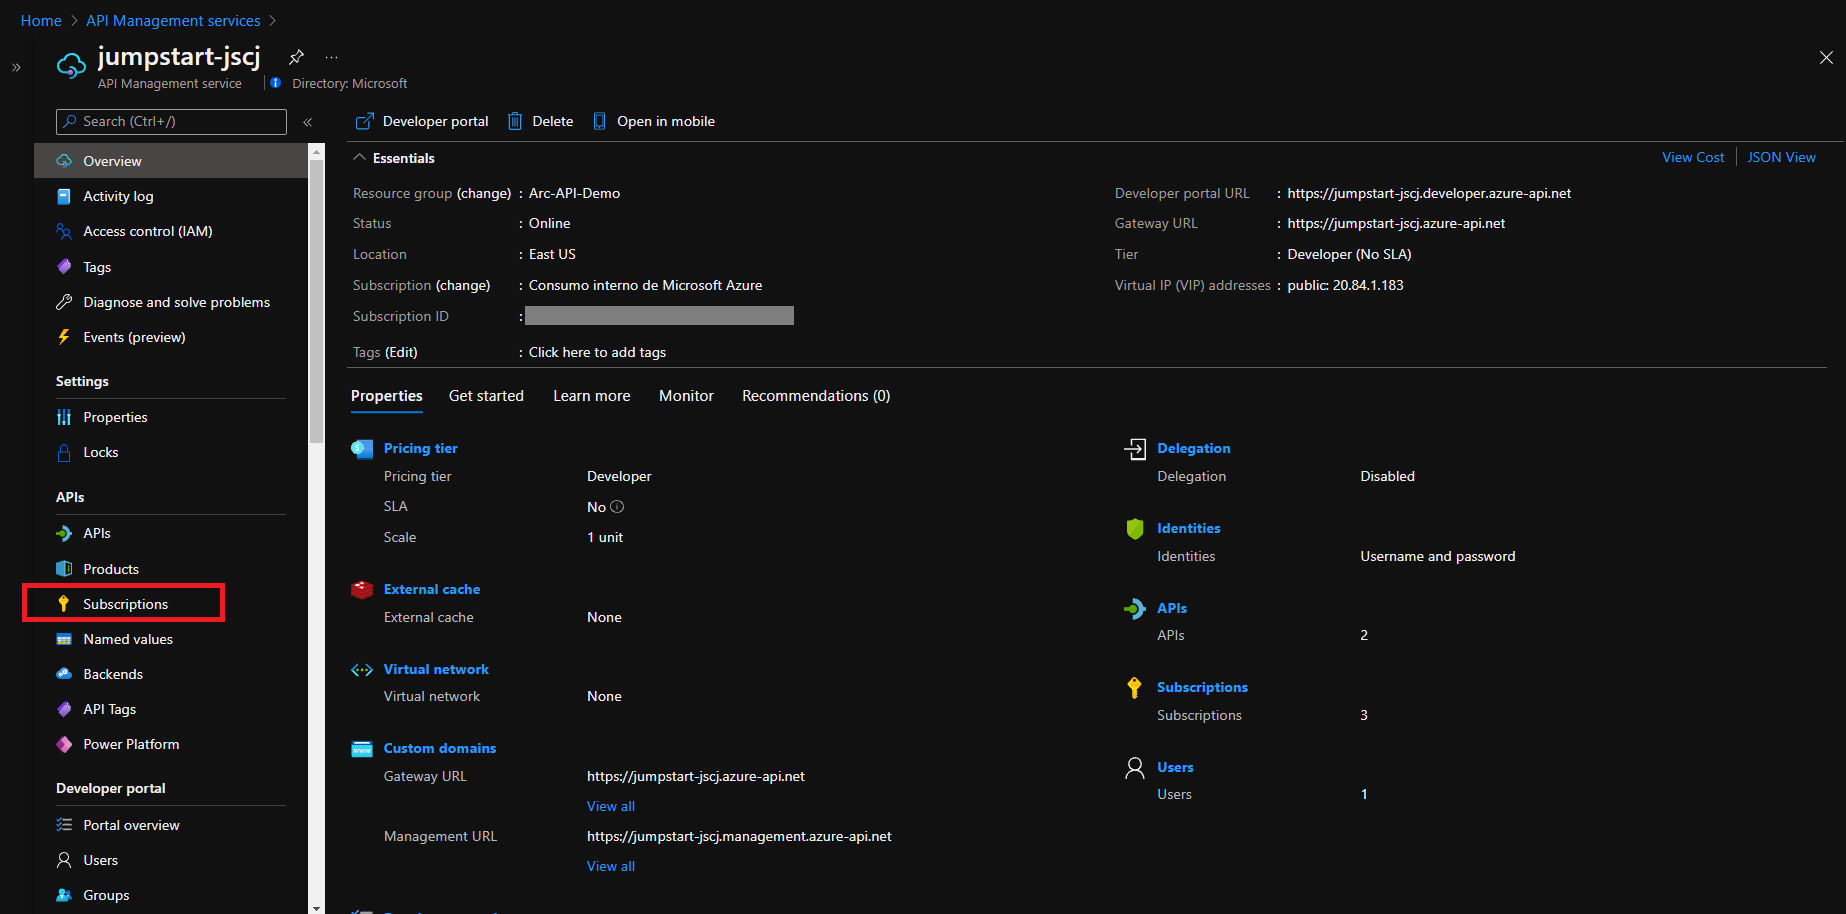 Home > API Management services >
jumpstart-jscj
...
API Management service | Directory: Microsoft
Search (Ctrl+/)
Overview
Activity log
Access control (IAM)
Tags
Diagnose and solve problems
Events (preview)
Settings
Properties
Locks
APIs
APIs
Products
Subscriptions
Named values
Backends
API Tags
Power Platform
Developer portal
Portal overview
Users
Groups
Developer portal Delete Open in mobile
Essentials
View Cost | JSON View
Resource group (change) : Arc-API-Demo
Status : Online
Location : East US
Subscription (change) : Consumo interno de Microsoft Azure
Subscription ID :
Tags (Edit) : Click here to add tags
Developer portal URL : https://jumpstart-jscj.developer.azure-api.net
Gateway URL : https://jumpstart-jscj.azure-api.net
Tier : Developer (No SLA)
Virtual IP (VIP) addresses : public: 20.84.1.183
Properties Get started Learn more Monitor Recommendations (0)
Pricing tier
Pricing tier Developer
SLA No
Scale 1 unit
External cache
External cache None
Virtual network
Virtual network None
Custom domains
Gateway URL https://jumpstart-jscj.azure-api.net
View all
Management URL https://jumpstart-jscj.management.azure-api.net
View all
Delegation
Delegation Disabled
Identities
Identities Username and password
APIs
APIs 2
Subscriptions
Subscriptions 3
Users
Users 1